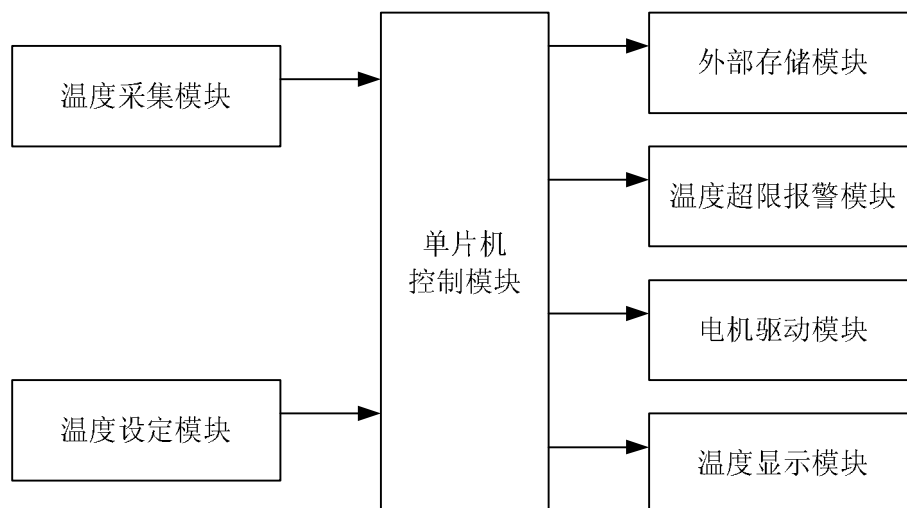 温度采集模块
温度设定模块
单片机
控制模块
外部存储模块
温度超限报警模块
电机驱动模块
温度显示模块